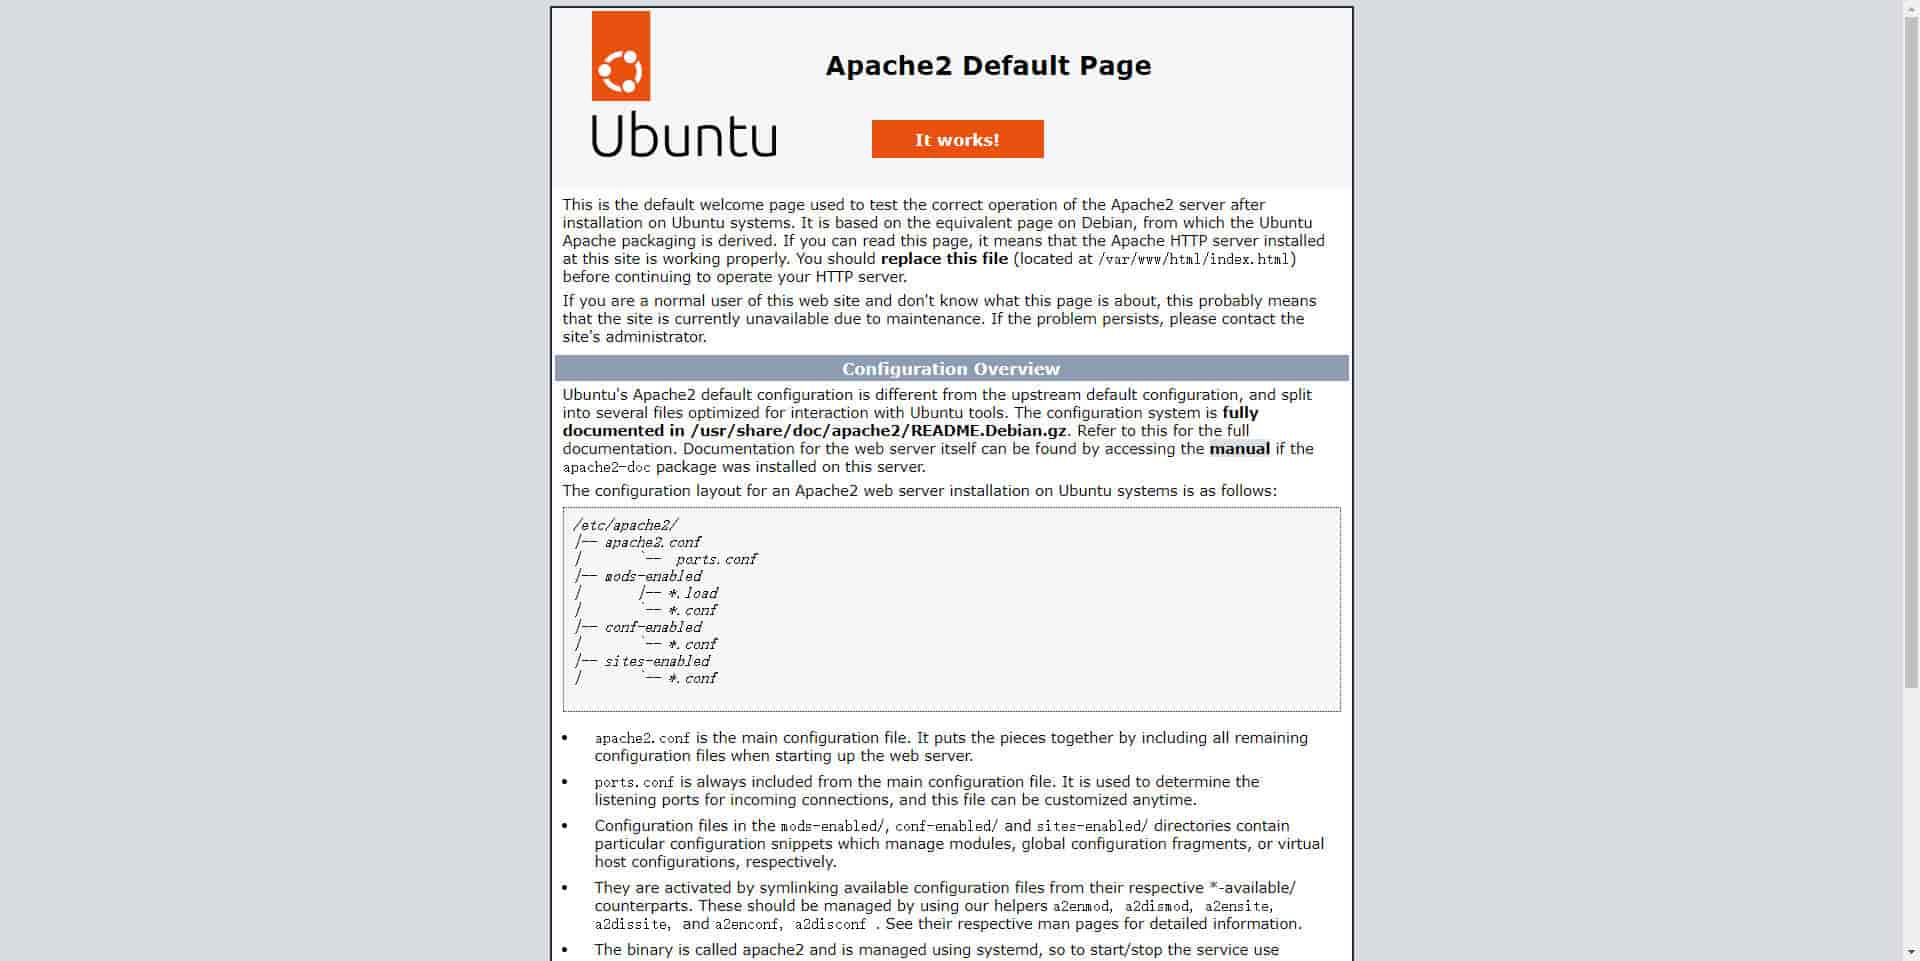 Apache2 Default Page
Ubuntu
It works!
This is the default welcome page used to test the correct operation of the Apache2 server after
installation on Ubuntu systems. It is based on the equivalent page on Debian, from which the Ubuntu
Apache packaging is derived. If you can read this page, it means that the Apache HTTP server installed
at this site is working properly. You should replace this file (located at /var/www/html/index.html)
before continuing to operate your HTTP server.
If you are a normal user of this web site and don't know what this page is about, this probably means
that the site is currently unavailable due to maintenance. If the problem persists, please contact the
site's administrator.
Configuration Overview
Ubuntu's Apache2 default configuration is different from the upstream default configuration, and split
into several files optimized for interaction with Ubuntu tools. The configuration system is fully
documented in /usr/share/doc/apache2/README.Debian.gz. Refer to this for the full
documentation. Documentation for the web server itself can be found by accessing the manual if the
apache2-doc package was installed on this server.
The configuration layout for an Apache2 web server installation on Ubuntu systems is as follows:
/etc/apache2/
|-- apache2.conf
|       `--  ports.conf
|-- mods-enabled
|       |-- *.load
|       `-- *.conf
|-- conf-enabled
|       `-- *.conf
|-- sites-enabled
|       `-- *.conf
• apache2.conf is the main configuration file. It puts the pieces together by including all remaining
configuration files when starting up the web server.
• ports.conf is always included from the main configuration file. It is used to determine the
listening ports for incoming connections, and this file can be customized anytime.
• Configuration files in the mods-enabled/, conf-enabled/ and sites-enabled/ directories contain
particular configuration snippets which manage modules, global configuration fragments, or virtual
host configurations, respectively.
• They are activated by symlinking available configuration files from their respective *-available/
counterparts. These should be managed by using our helpers a2enmod, a2dismod, a2ensite,
a2dissite, and a2enconf, a2disconf . See their respective man pages for detailed information.
• The binary is called apache2 and is managed using systemd, so to start/stop the service use